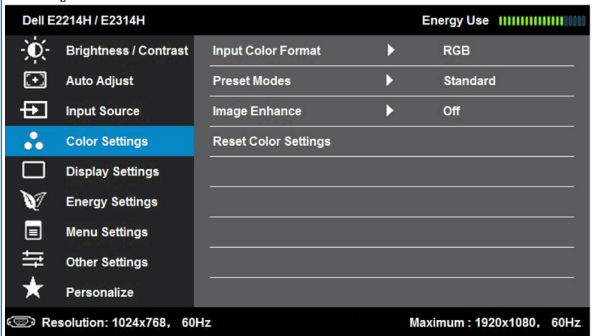 Dell E2214H / E2314H Energy Use
Brightness / Contrast Input Color Format RGB
Auto Adjust Preset Modes Standard
Input Source Image Enhance Off
Color Settings Reset Color Settings
Display Settings
Energy Settings
Menu Settings
Other Settings
Personalize
Resolution: 1024x768, 60Hz Maximum : 1920x1080, 60Hz